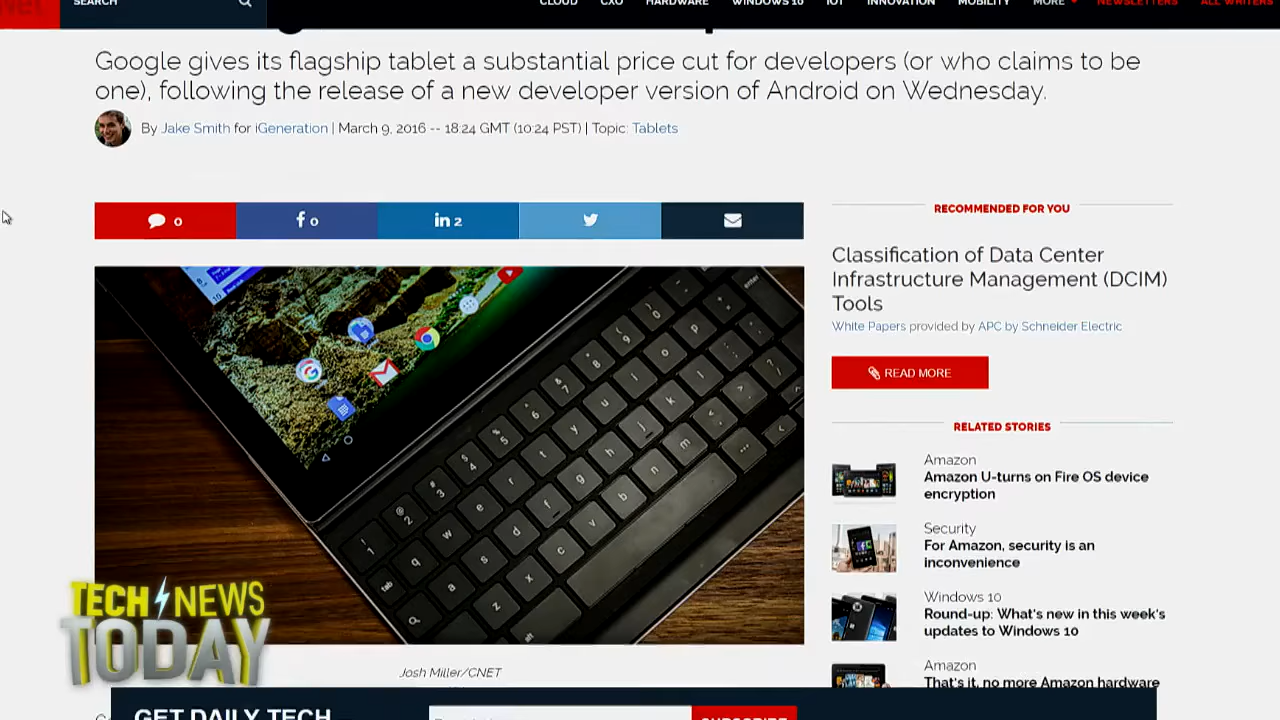 SEARCH
CLOUD CXO HARDWARE WINDOWS 10 IOT INNOVATION MOBILITY MORE NEWSLETTERS ALL WRITERS
Google gives its flagship tablet a substantial price cut for developers (or who claims to be
one), following the release of a new developer version of Android on Wednesday.
By Jake Smith for iGeneration | March 9, 2016 -- 18:24 GMT (10:24 PST) | Topic: Tablets
0
0
in 2
RECOMMENDED FOR YOU
Classification of Data Center
Infrastructure Management (DCIM)
Tools
White Papers provided by APC by Schneider Electric
READ MORE
RELATED STORIES
Amazon
Amazon U-turns on Fire OS device
encryption
Security
For Amazon, security is an
inconvenience
Windows 10
Round-up: What's new in this week's
updates to Windows 10
Amazon
That's it, no more Amazon hardware
TECH NEWS
TODAY
Josh Miller/CNET
GET DAILY TECH
SUBSCRIBE